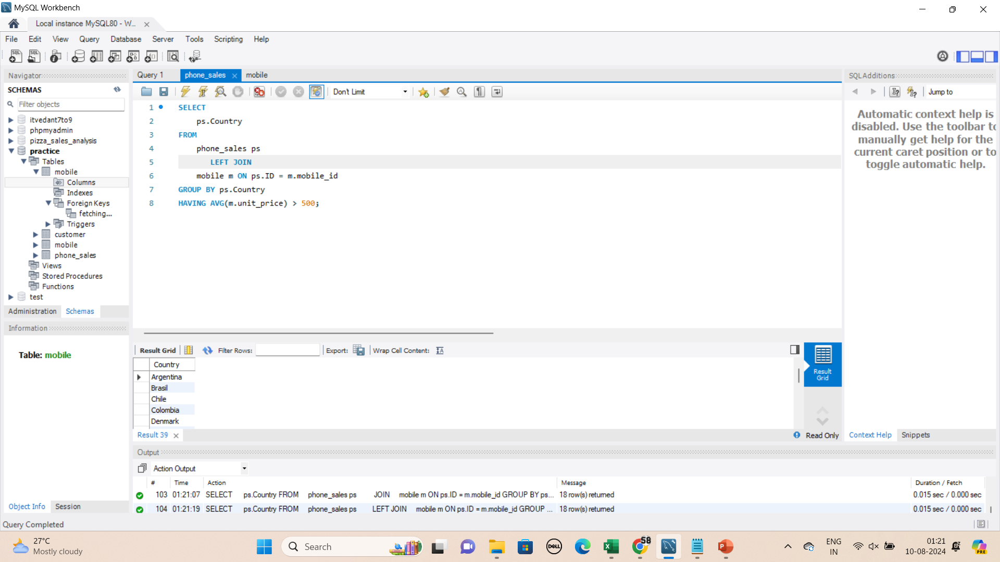 MySQL Workbench
Local instance MySQL80 - W...
File Edit View Query Database Server Tools Scripting Help
Navigator
SCHEMAS
Filter objects
itvedant7to9
phpmyadmin
pizza_sales_analysis
practice
Tables
mobile
Columns
Indexes
Foreign Keys
fetching...
Triggers
customer
mobile
phone_sales
Views
Stored Procedures
Functions
test
Administration Schemas
Information
Table: mobile
Object Info Session
Query Completed
Query 1 phone_sales mobile
Don't Limit
1 SELECT
2 ps.Country
3 FROM
4 phone_sales ps
5 LEFT JOIN
6 mobile m ON ps.ID = m.mobile_id
7 GROUP BY ps.Country
8 HAVING AVG(m.unit_price) > 500;
Result Grid Filter Rows: Export: Wrap Cell Content:
Country
Argentina
Brasil
Chile
Colombia
Denmark
Result Grid
Result 39 Read Only
Output
Action Output
# Time Action Message Duration / Fetch
103 01:21:07 SELECT ps.Country FROM phone_sales ps JOIN mobile m ON ps.ID = m.mobile_id GROUP BY ps... 18 row(s) returned 0.015 sec / 0.000 sec
104 01:21:19 SELECT ps.Country FROM phone_sales ps LEFT JOIN mobile m ON ps.ID = m.mobile_id GROUP ... 18 row(s) returned 0.015 sec / 0.000 sec
SQLAdditions
Jump to
Automatic context help is
disabled. Use the toolbar to
manually get help for the
current caret position or to
toggle automatic help.
Context Help Snippets
27°C
Mostly cloudy
Search
DELL
58
ENG
IN
01:21
10-08-2024
PRE